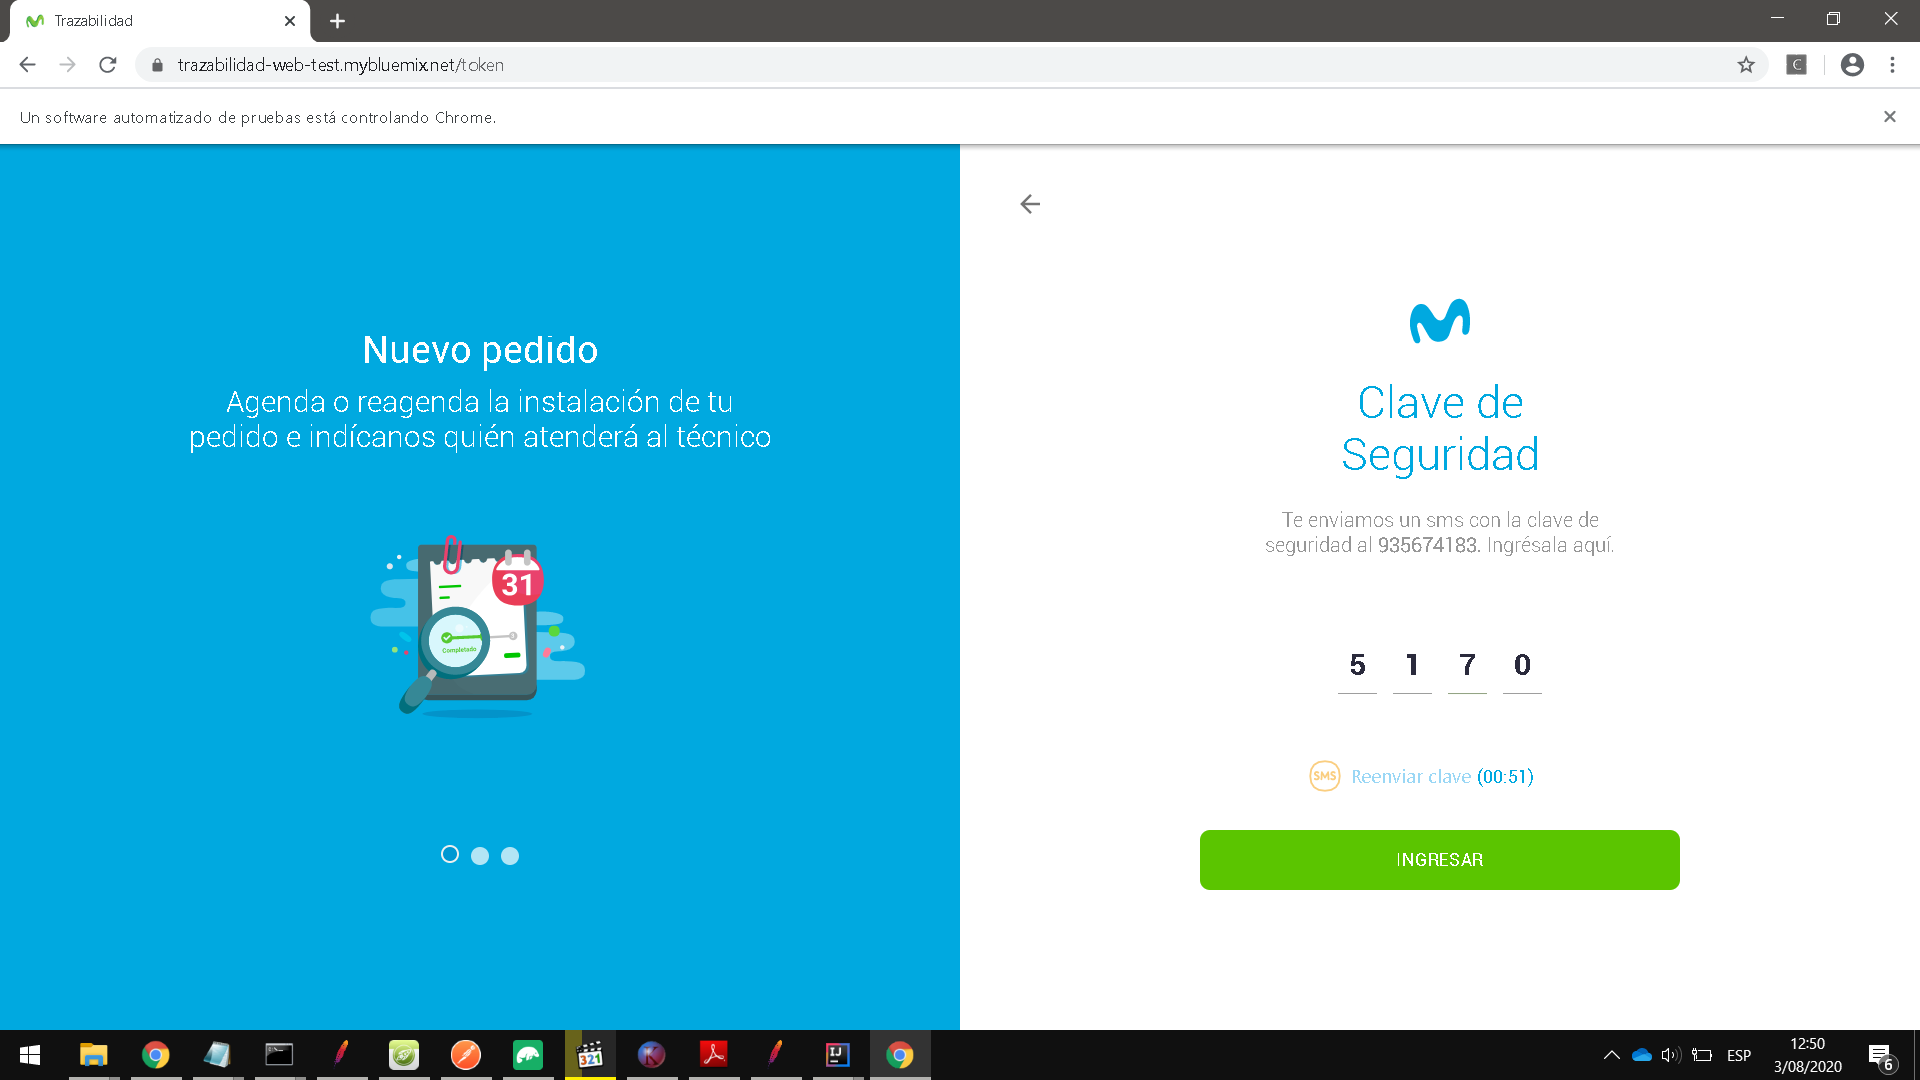 Trazabilidad
trazabilidad-web-test.mybluemix.net/token
Un software automatizado de pruebas está controlando Chrome.
Nuevo pedido
Agenda o reagenda la instalación de tu
pedido e indícanos quién atenderá al técnico
31
Completado
Clave de
Seguridad
Te enviamos un sms con la clave de
seguridad al 935674183. Ingrésala aquí.
5 1 7 0
SMS Reenviar clave (00:51)
INGRESAR
321
IJ
ESP
12:50
3/08/2020
6